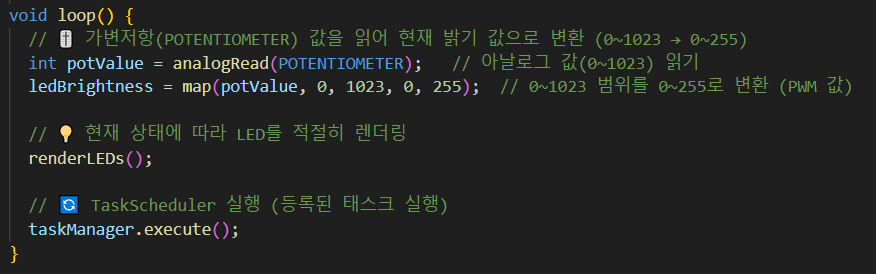 void loop() {
  // 🎚️ 가변저항(POTENTIOMETER) 값을 읽어 현재 밝기 값으로 변환 (0~1023 → 0~255)
  int potValue = analogRead(POTENTIOMETER);   // 아날로그 값(0~1023) 읽기
  ledBrightness = map(potValue, 0, 1023, 0, 255);  // 0~1023 범위를 0~255로 변환 (PWM 값)

  // 💡 현재 상태에 따라 LED를 적절히 렌더링
  renderLEDs();

  // 🔄 TaskScheduler 실행 (등록된 태스크 실행)
  taskManager.execute();
}